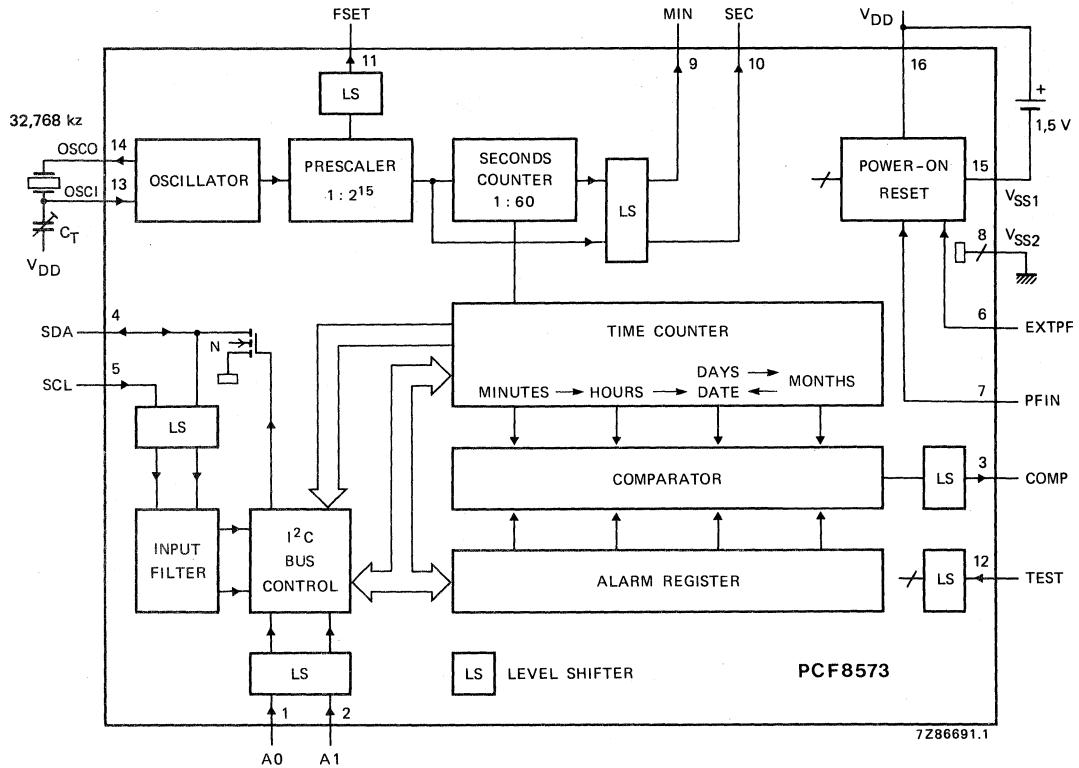 FSET
MIN
SEC
VDD
11
9
10
16
LS
+
1,5 V
32,768 kz
OSCO
14
OSCI
13
CT
VDD
OSCILLATOR
PRESCALER
1 : 2¹⁵
SECONDS
COUNTER
1 : 60
LS
POWER-ON
RESET
15
VSS1
8
VSS2
6
EXTPF
7
PFIN
SDA
4
N
SCL
5
LS
TIME COUNTER
MINUTES
HOURS
DAYS
DATE
MONTHS
COMPARATOR
LS
3
COMP
INPUT
FILTER
I²C
BUS
CONTROL
ALARM REGISTER
LS
12
TEST
LS
LS
LEVEL SHIFTER
PCF8573
1
2
7Z86691.1
A0
A1